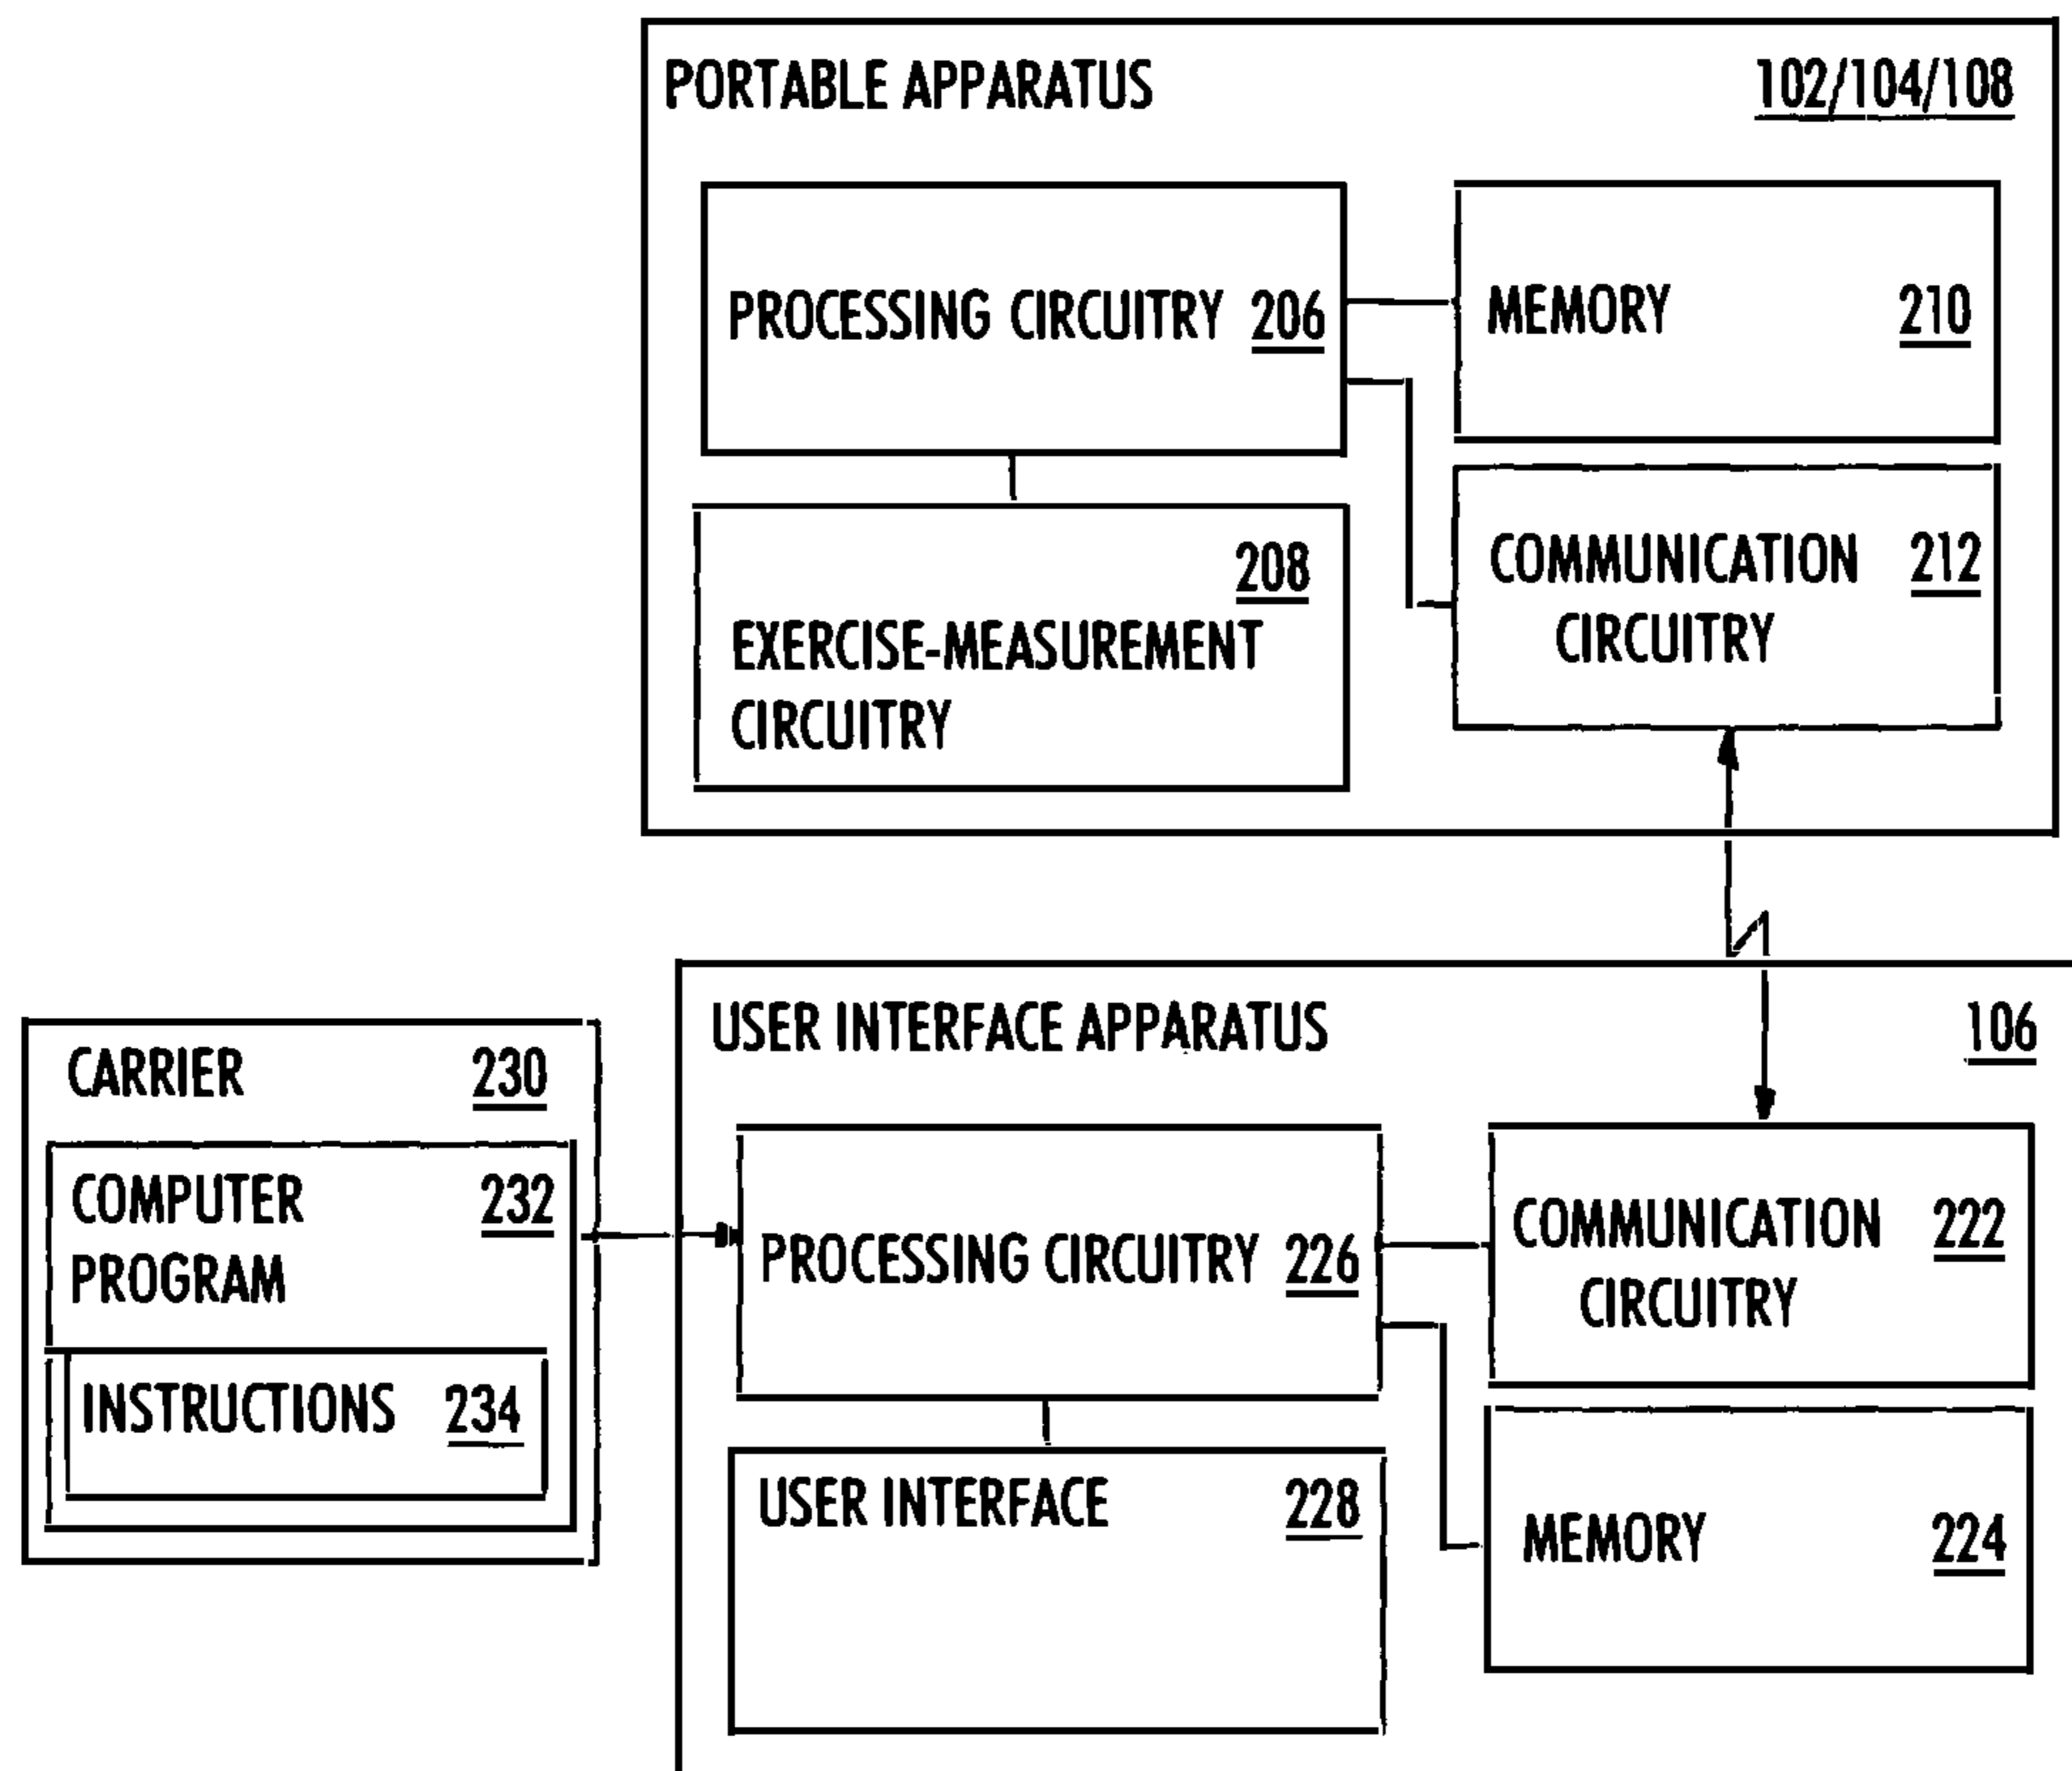 PORTABLE APPARATUS 102/104/108
PROCESSING CIRCUITRY 206
MEMORY 210
208
EXERCISE-MEASUREMENT
CIRCUITRY
COMMUNICATION 212
CIRCUITRY
USER INTERFACE APPARATUS 106
CARRIER 230
COMPUTER 232
PROGRAM
INSTRUCTIONS 234
PROCESSING CIRCUITRY 226
COMMUNICATION 222
CIRCUITRY
USER INTERFACE 228
MEMORY 224